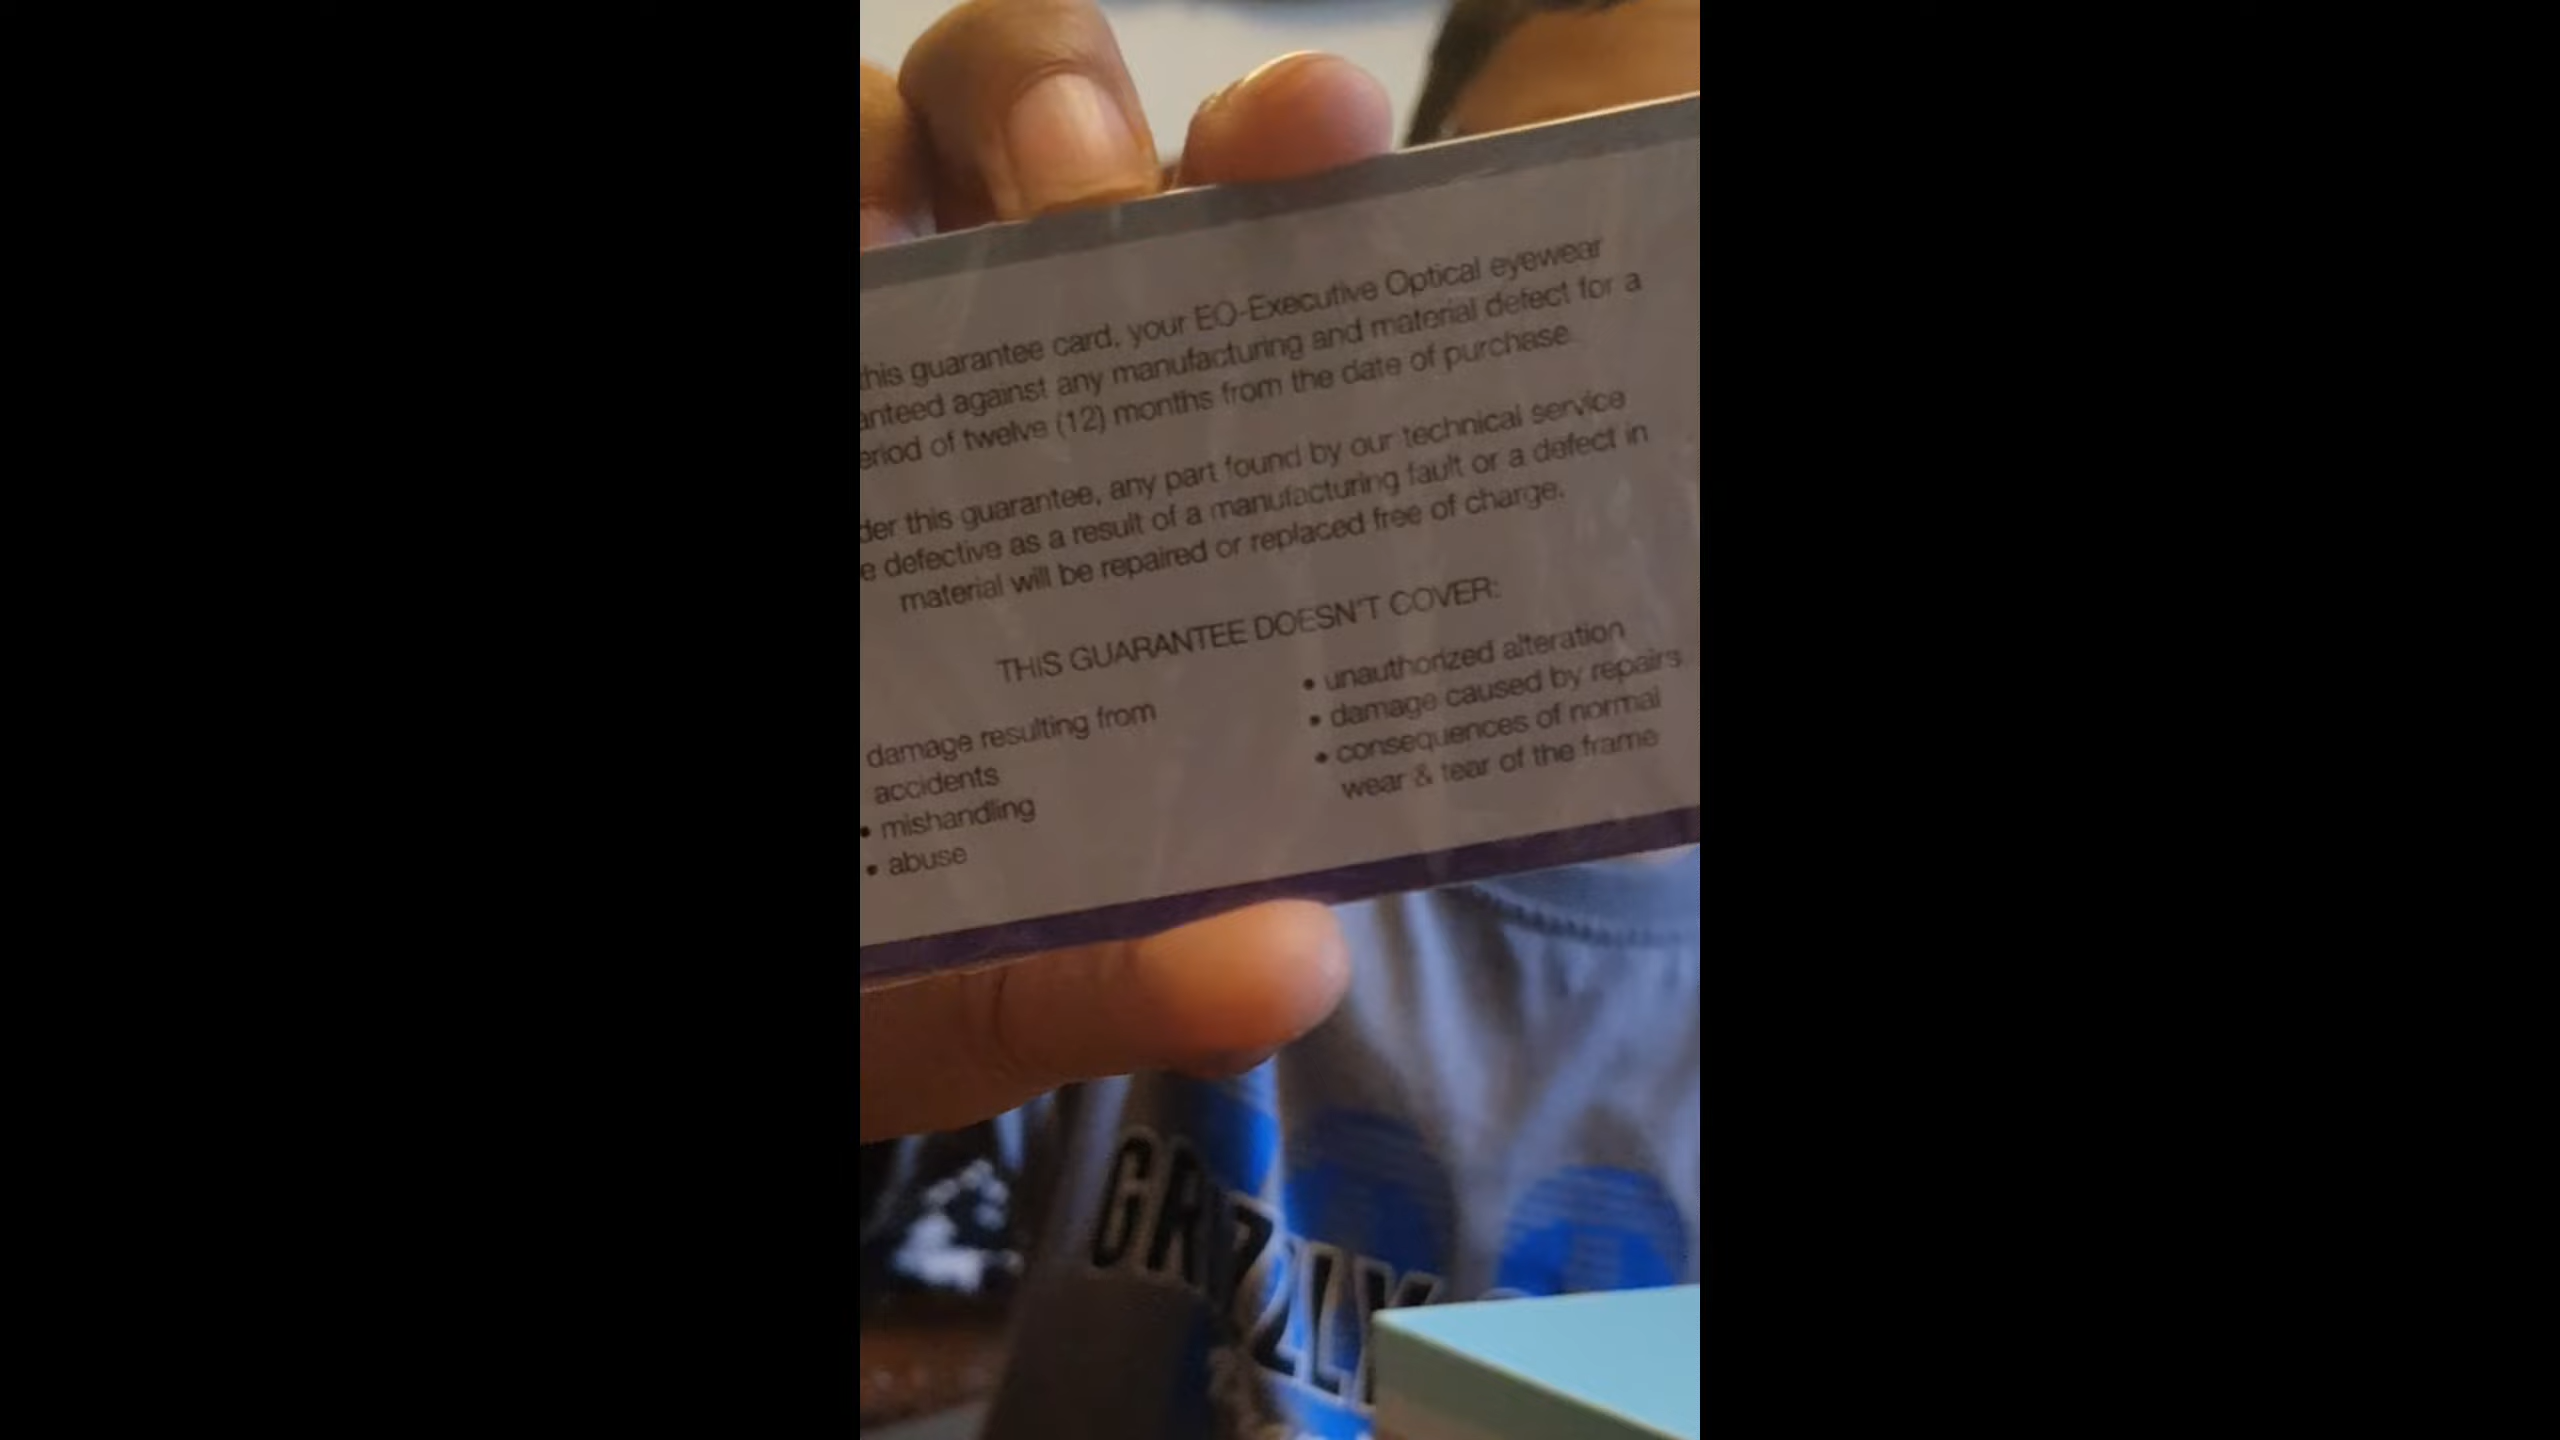 this guarantee card, your EO-Executive Optical eyewear
anteed against any manufacturing and material defect for a
eriod of twelve (12) months from the date of purchase.
der this guarantee, any part found by our technical service
e defective as a result of a manufacturing fault or a defect in
material will be repaired or replaced free of charge.
THIS GUARANTEE DOESN'T COVER:
damage resulting from
accidents
• mishandling
• abuse
• unauthorized alteration
• damage caused by repairs
• consequences of normal
wear & tear of the frame
GRIZZLY